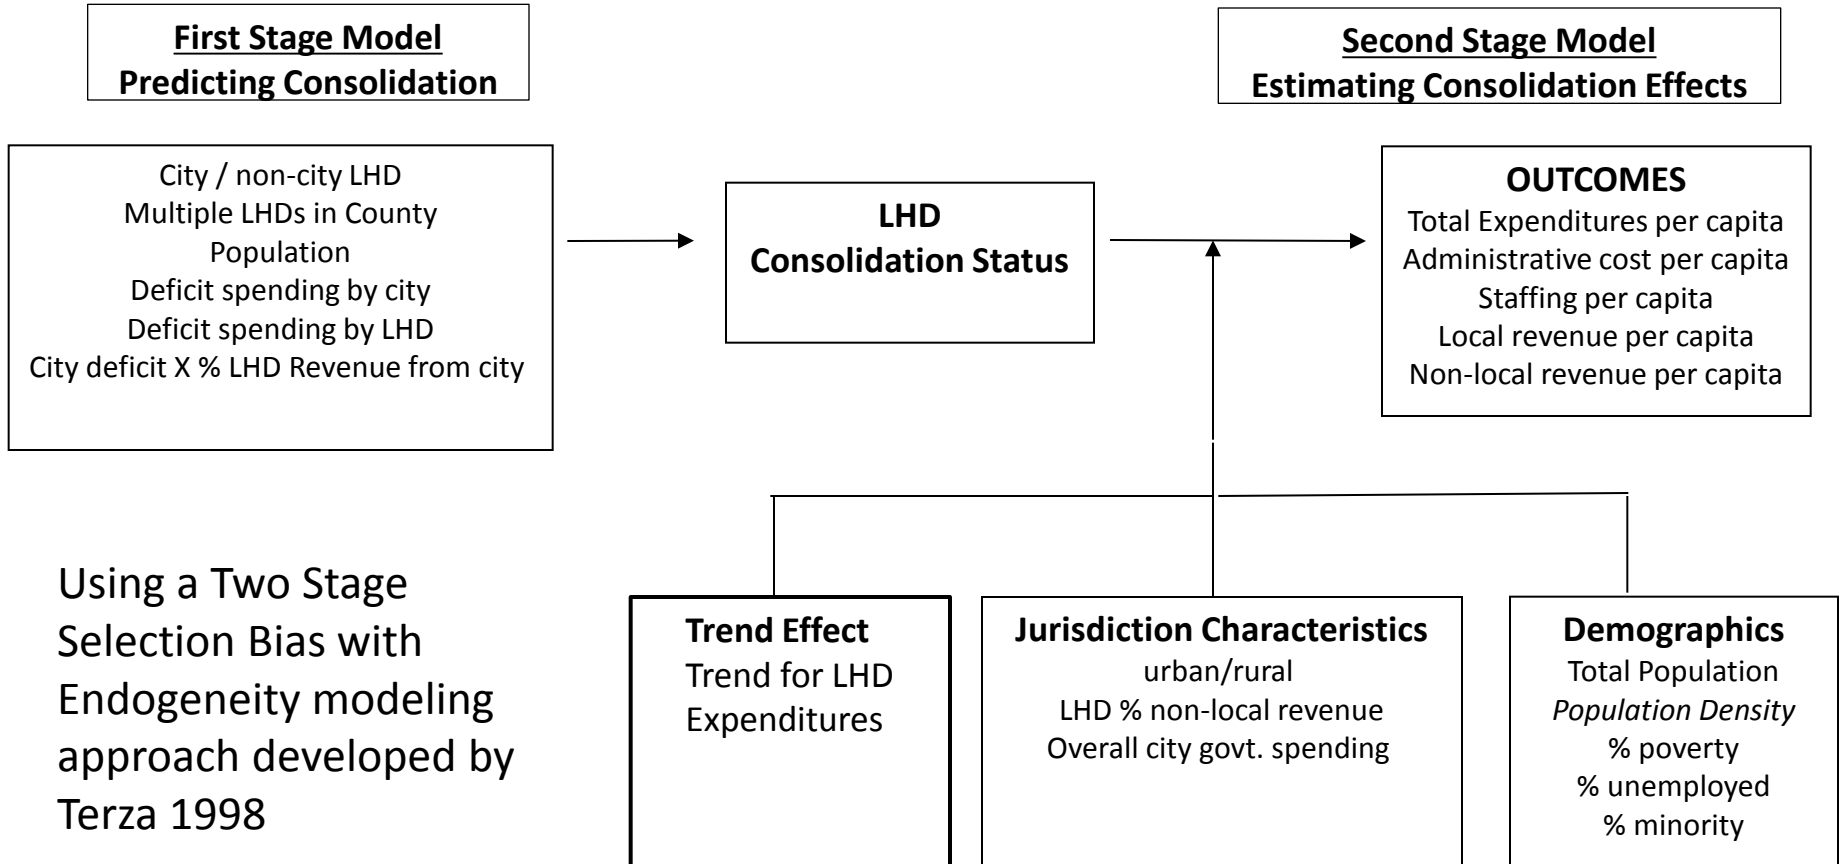 First Stage Model
Predicting Consolidation
Second Stage Model
Estimating Consolidation Effects
City / non-city LHD
Multiple LHDs in County
Population
Deficit spending by city
Deficit spending by LHD
City deficit X % LHD Revenue from city
LHD
Consolidation Status
OUTCOMES
Total Expenditures per capita
Administrative cost per capita
Staffing per capita
Local revenue per capita
Non-local revenue per capita
Using a Two Stage
Selection Bias with
Endogeneity modeling
approach developed by
Terza 1998
Trend Effect
Trend for LHD
Expenditures
Jurisdiction Characteristics
urban/rural
LHD % non-local revenue
Overall city govt. spending
Demographics
Total Population
Population Density
% poverty
% unemployed
% minority